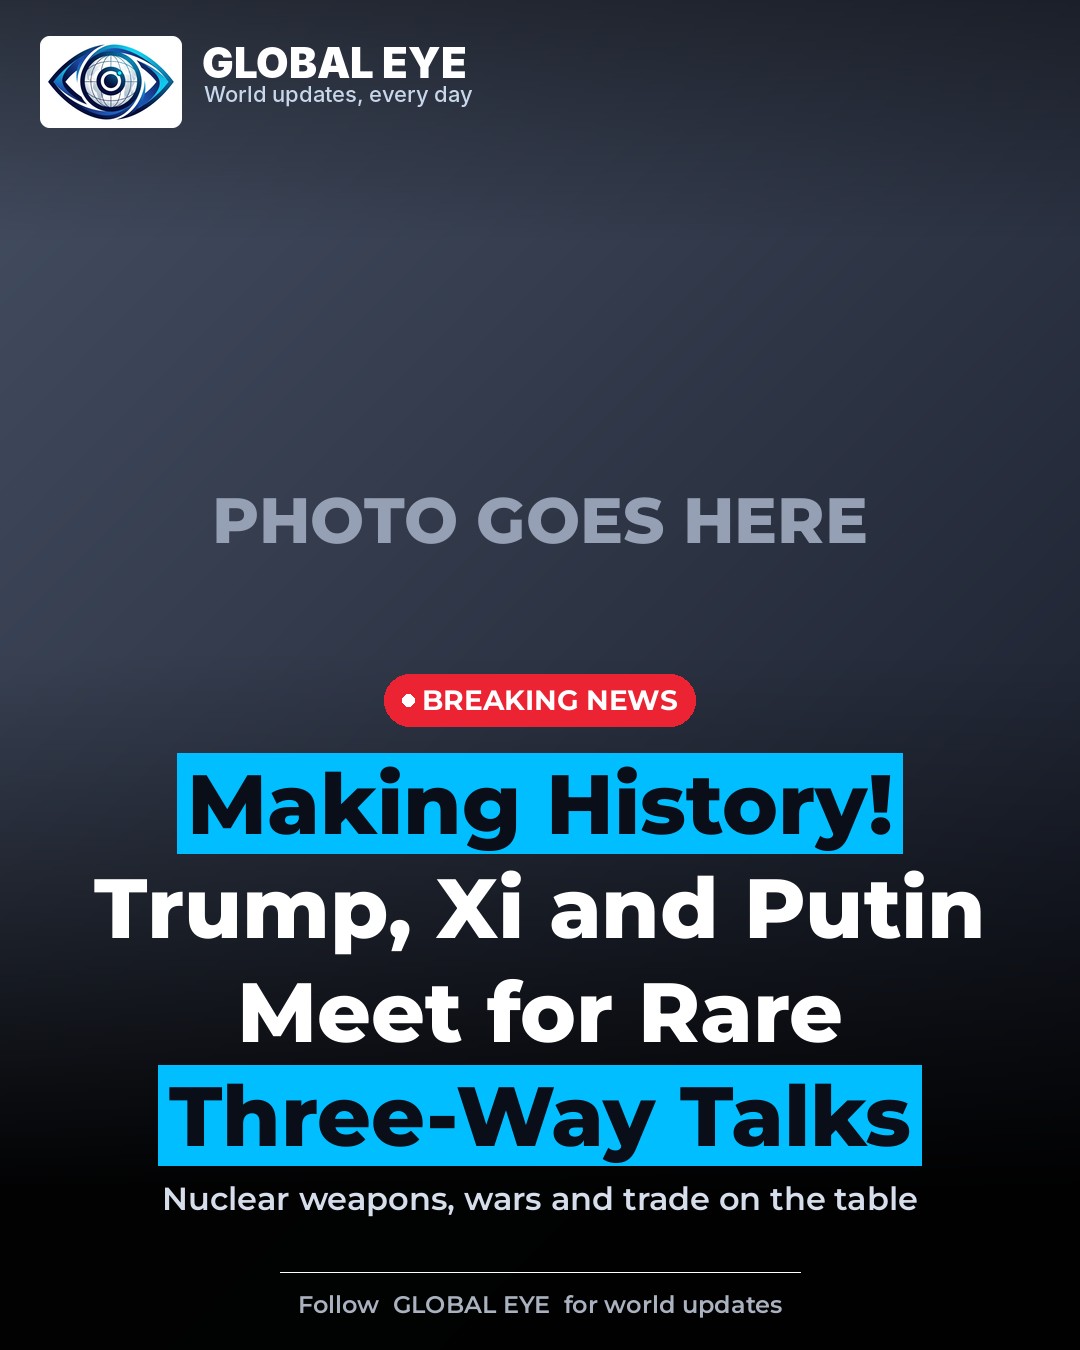 GLOBAL EYE
World updates, every day
PHOTO GOES HERE
BREAKING NEWS
Making History!
Trump, Xi and Putin
Meet for Rare
Three-Way Talks
Nuclear weapons, wars and trade on the table
Follow GLOBAL EYE for world updates